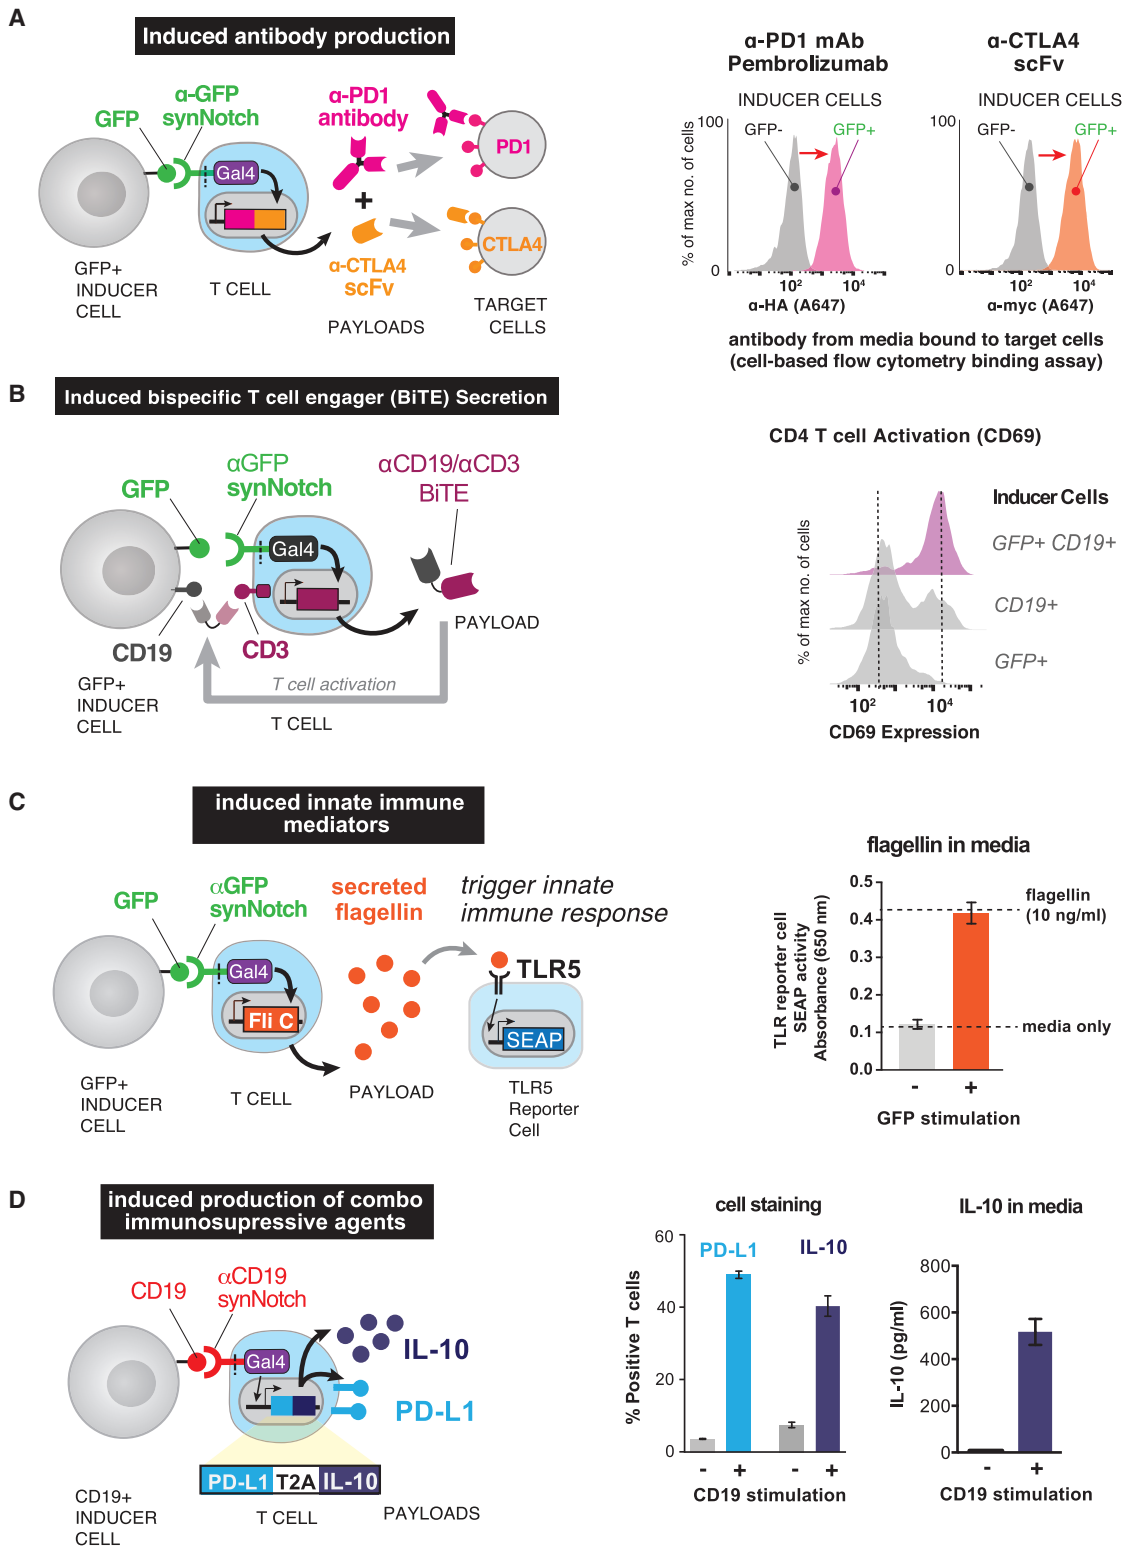 A
Induced antibody production
GFP
α-GFP
synNotch
Gal4
GFP+
INDUCER
CELL
T CELL
α-PD1
antibody
+
α-CTLA4
scFv
PAYLOADS
PD1
CTLA4
TARGET
CELLS
α-PD1 mAb
Pembrolizumab
INDUCER CELLS
100
GFP-
GFP+
% of max no. of cells
0
10²
10⁴
α-HA (A647)
α-CTLA4
scFv
INDUCER CELLS
100
GFP-
GFP+
0
10²
10⁴
α-myc (A647)
antibody from media bound to target cells
(cell-based flow cytometry binding assay)
B
Induced bispecific T cell engager (BiTE) Secretion
GFP
αGFP
synNotch
Gal4
αCD19/αCD3
BiTE
CD19
CD3
PAYLOAD
T cell activation
GFP+
INDUCER
CELL
T CELL
CD4 T cell Activation (CD69)
Inducer Cells
GFP+ CD19+
CD19+
GFP+
% of max no. of cells
10²
10⁴
CD69 Expression
C
induced innate immune
mediators
GFP
αGFP
synNotch
Gal4
Fli C
secreted
flagellin
trigger innate
immune response
TLR5
SEAP
GFP+
INDUCER
CELL
T CELL
PAYLOAD
TLR5
Reporter
Cell
flagellin in media
TLR reporter cell
SEAP activity
Absorbance (650 nm)
0.5
0.4
0.3
0.2
0.1
0.0
flagellin
(10 ng/ml)
media only
- +
GFP stimulation
D
induced production of combo
immunosupressive agents
CD19
αCD19
synNotch
Gal4
IL-10
PD-L1
PD-L1 T2A IL-10
CD19+
INDUCER
CELL
T CELL
PAYLOADS
cell staining
PD-L1
IL-10
% Positive T cells
60
40
20
0
- + - +
CD19 stimulation
IL-10 in media
IL-10 (pg/ml)
800
600
400
200
0
- +
CD19 stimulation